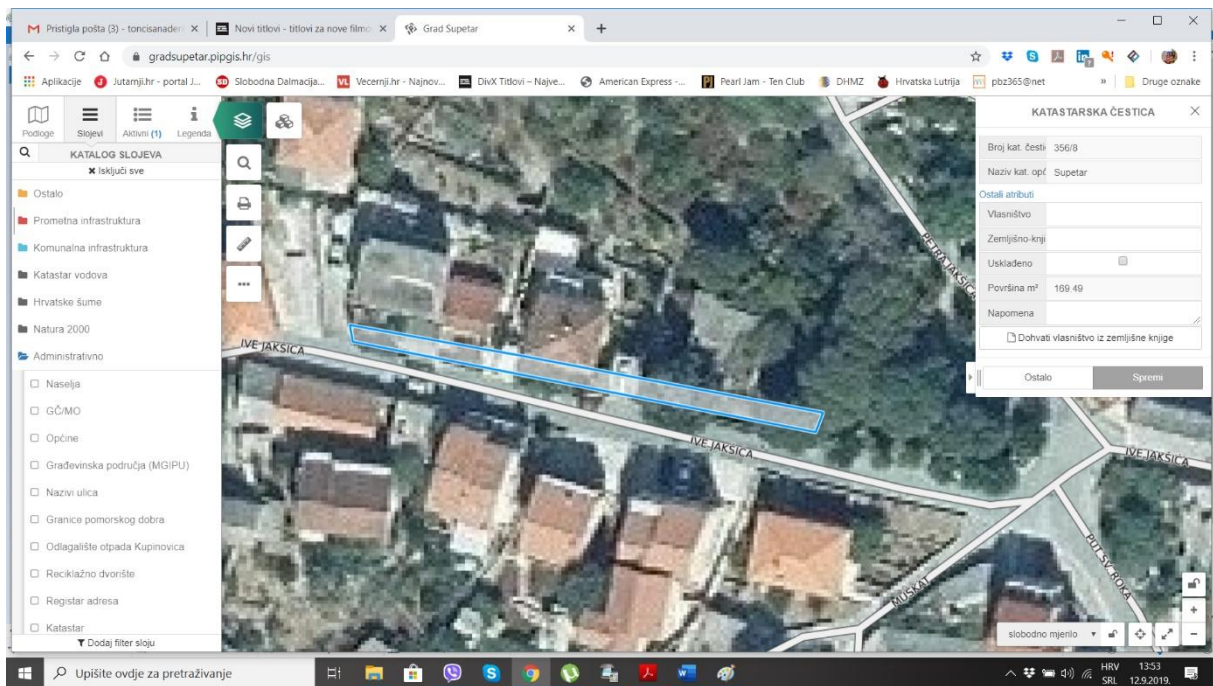 Pristigla pošta (3) - toncisanader
Novi titlovi - titlovi za nove filmo
Grad Supetar
gradsupetar.pipgis.hr/gis
Aplikacije
Jutarnji.hr - portal J...
Slobodna Dalmacija...
Vecernji.hr - Najnov...
DivX Titlovi – Najve...
American Express -...
Pearl Jam - Ten Club
DHMZ
Hrvatska Lutrija
pbz365@net
»
Druge oznake
Podloge
Slojevi
Aktivni (1)
Legenda
KATALOG SLOJEVA
Isključi sve
Ostalo
Prometna infrastruktura
Komunalna infrastruktura
Katastar vodova
Hrvatske šume
Natura 2000
Administrativno
Naselja
GČ/MO
Općine
Građevinska područja (MGIPU)
Nazivi ulica
Granice pomorskog dobra
Odlagalište otpada Kupinovica
Reciklažno dvorište
Registar adresa
Katastar
Dodaj filter sloju
IVE JAKŠIĆA
PETRA JAKŠIĆA
IVE JAKŠIĆA
IVE JAKŠIĆA
PUT SV. ROKA
MUSKAT
KATASTARSKA ČESTICA
Broj kat. česti 356/8
Naziv kat. opć Supetar
Ostali atributi
Vlasništvo
Zemljišno-knji
Usklađeno
Površina m² 169.49
Napomena
Dohvati vlasništvo iz zemljišne knjige
Ostalo
Spremi
slobodno mjerilo
Upišite ovdje za pretraživanje
HRV
SRL
13:53
12.9.2019.